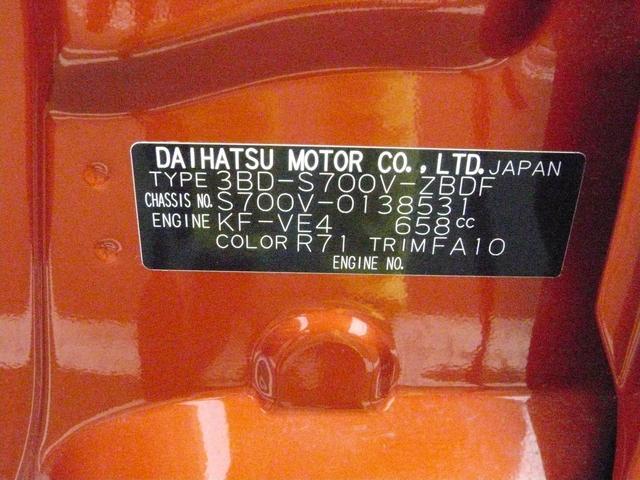 DAIHATSU MOTOR CO., LTD. JAPAN
TYPE 3BD-S700V-ZBDF
CHASSIS NO. S700V-0138531
ENGINE KF-VE4 658cc
COLOR R71 TRIM FA10
ENGINE NO.